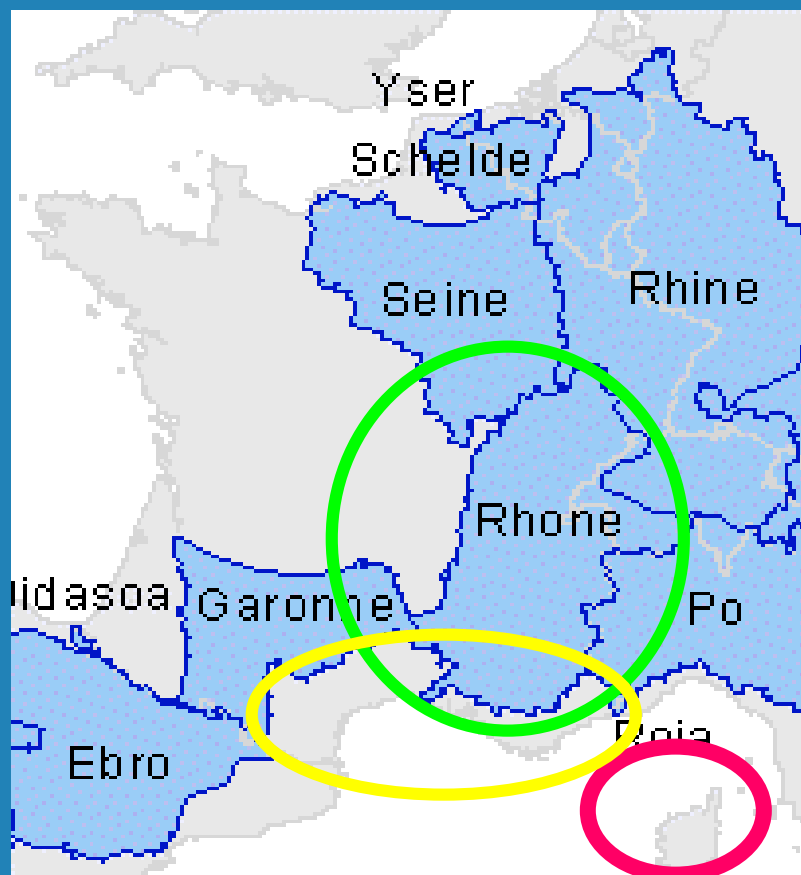 Yser
Schelde
Rhine
Seine
Rhone
idasoa
Garonne
Po
Roia
Ebro